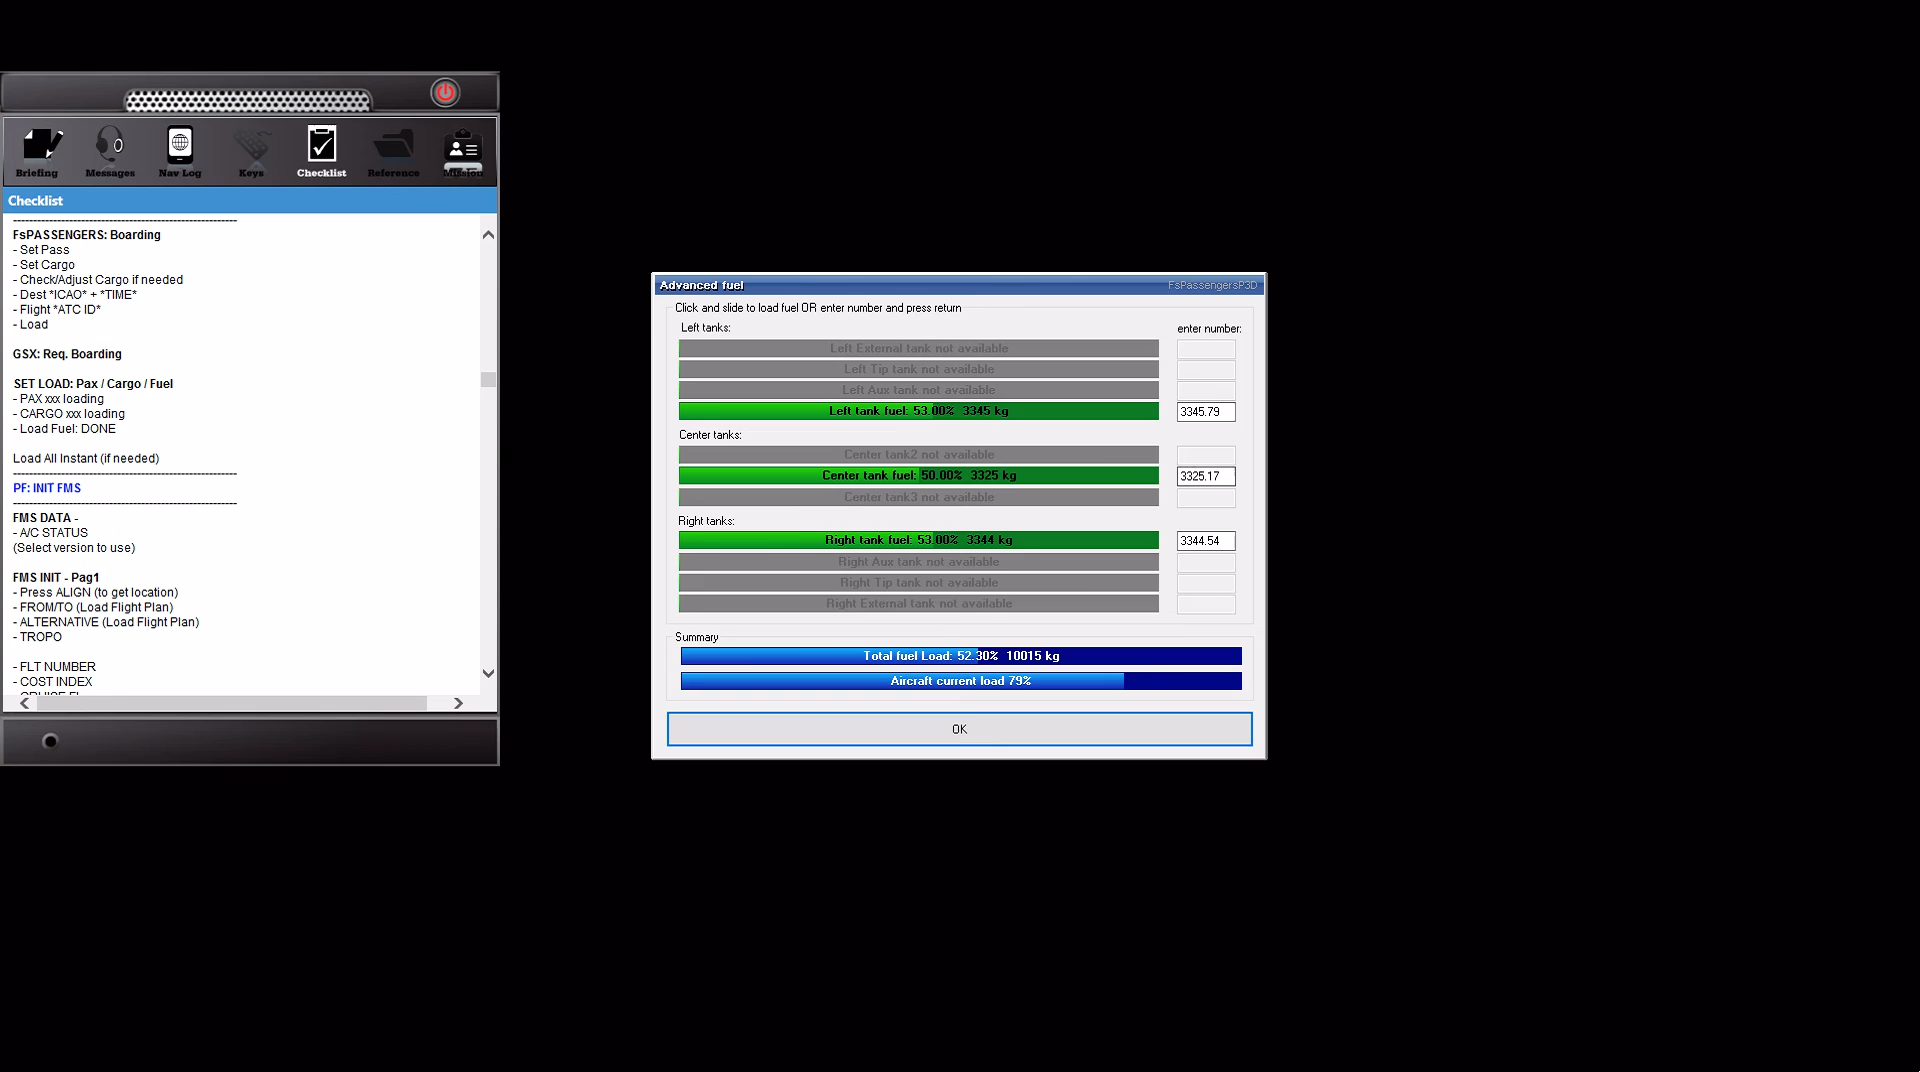 Briefing
Messages
Nav Log
Keys
Checklist
Reference
Mission
Checklist
FsPASSENGERS: Boarding
- Set Pass
- Set Cargo
- Check/Adjust Cargo if needed
- Dest *ICAO* + *TIME*
- Flight *ATC ID*
- Load
GSX: Req. Boarding
SET LOAD: Pax / Cargo / Fuel
- PAX xxx loading
- CARGO xxx loading
- Load Fuel: DONE
Load All Instant (if needed)
PF: INIT FMS
FMS DATA -
- A/C STATUS
(Select version to use)
FMS INIT - Pag1
- Press ALIGN (to get location)
- FROM/TO (Load Flight Plan)
- ALTERNATIVE (Load Flight Plan)
- TROPO
- FLT NUMBER
- COST INDEX
Advanced fuel
FsPassengersP3D
Click and slide to load fuel OR enter number and press return
Left tanks:
enter number:
Left External tank not available
Left Tip tank not available
Left Aux tank not available
Left tank fuel: 53.00% 3345 kg
3345.79
Center tanks:
Center tank2 not available
Center tank fuel: 50.00% 3325 kg
3325.17
Center tank3 not available
Right tanks:
Right tank fuel: 53.00% 3344 kg
3344.54
Right Aux tank not available
Right Tip tank not available
Right External tank not available
Summary
Total fuel Load: 52.30% 10015 kg
Aircraft current load 79%
OK